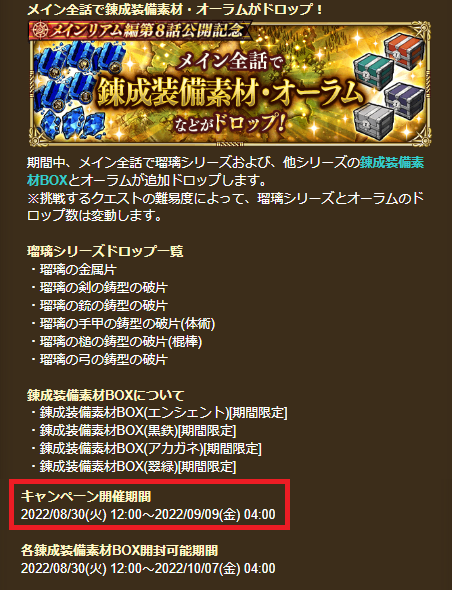 メイン全話で錬成装備素材・オーラムがドロップ！
メインリアム編第8話公開記念
メイン全話で
錬成装備素材・オーラム
などがドロップ!
期間中、メイン全話で瑠璃シリーズおよび、他シリーズの錬成装備素
材BOXとオーラムが追加ドロップします。
※挑戦するクエストの難易度によって、瑠璃シリーズとオーラムのド
ロップ数は変動します。
瑠璃シリーズドロップ一覧
・瑠璃の金属片
・瑠璃の剣の鋳型の破片
・瑠璃の銃の鋳型の破片
・瑠璃の手甲の鋳型の破片(体術)
・瑠璃の槌の鋳型の破片(棍棒)
・瑠璃の弓の鋳型の破片
錬成装備素材BOXについて
・錬成装備素材BOX(エンシェント)[期間限定]
・錬成装備素材BOX(黒鉄)[期間限定]
・錬成装備素材BOX(アカガネ)[期間限定]
・錬成装備素材BOX(翠緑)[期間限定]
キャンペーン開催期間
2022/08/30(火) 12:00～2022/09/09(金) 04:00
各錬成装備素材BOX開封可能期間
2022/08/30(火) 12:00～2022/10/07(金) 04:00